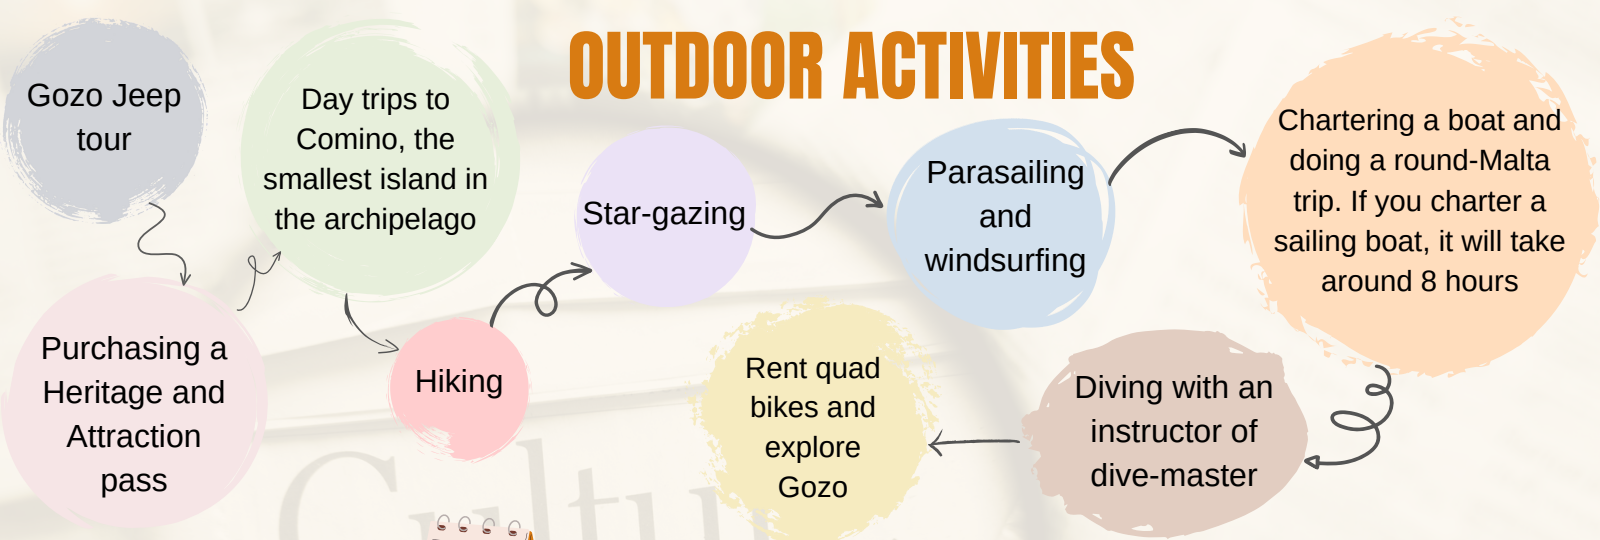 OUTDOOR ACTIVITIES
Gozo Jeep
tour
Purchasing a
Heritage and
Attraction
pass
Day trips to
Comino, the
smallest island in
the archipelago
Hiking
Star-gazing
Parasailing
and
windsurfing
Chartering a boat and
doing a round-Malta
trip. If you charter a
sailing boat, it will take
around 8 hours
Diving with an
instructor of
dive-master
Rent quad
bikes and
explore
Gozo